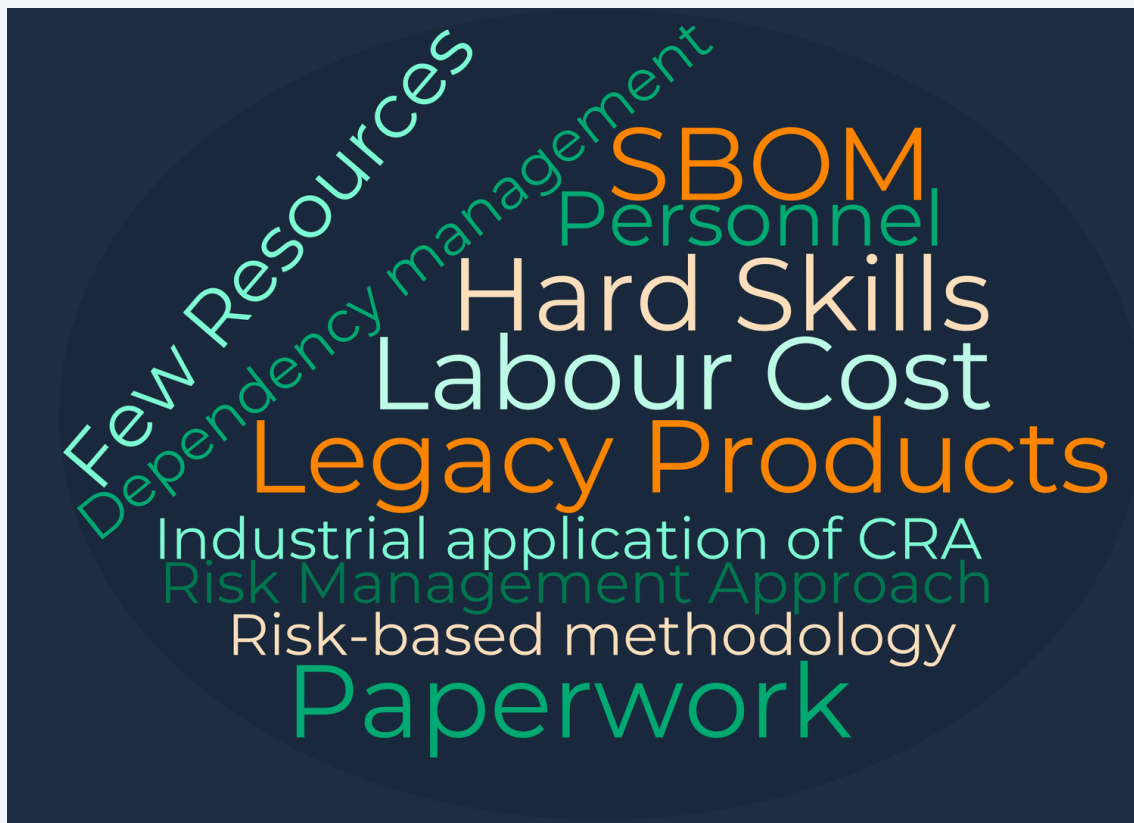 Few Resources
Dependency management
SBOM
Personnel
Hard Skills
Labour Cost
Legacy Products
Industrial application of CRA
Risk Management Approach
Risk-based methodology
Paperwork